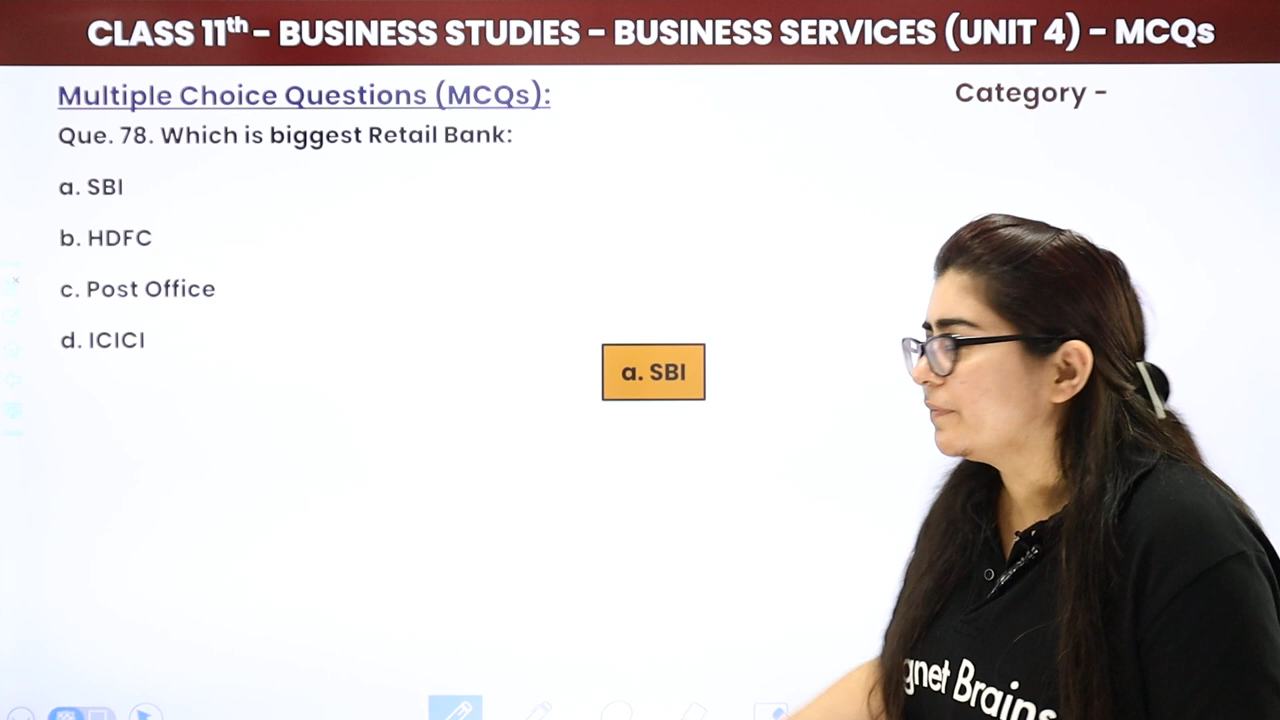 CLASS 11th – BUSINESS STUDIES – BUSINESS SERVICES (UNIT 4) – MCQs
Multiple Choice Questions (MCQs):
Category -
Que. 78. Which is biggest Retail Bank:
a. SBI
b. HDFC
c. Post Office
d. ICICI
a. SBI
gnet Brains